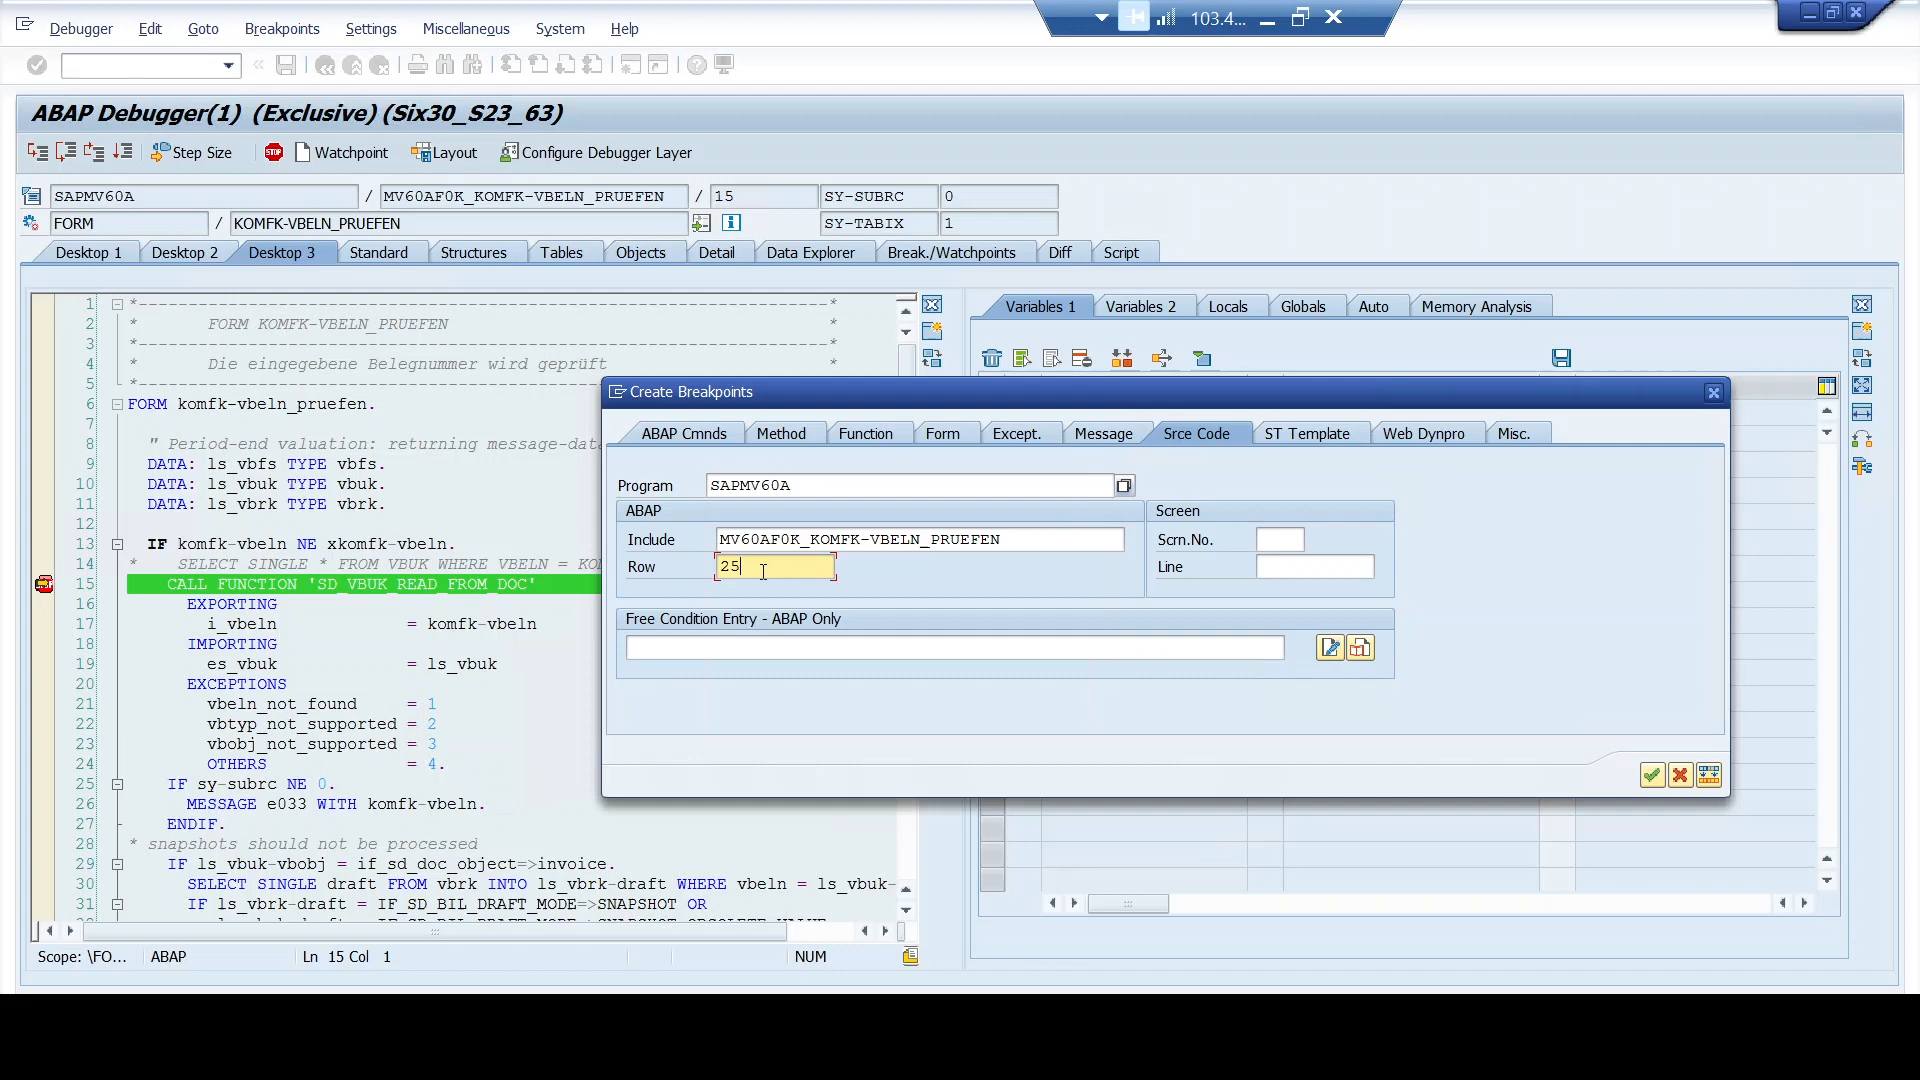 Debugger Edit Goto Breakpoints Settings Miscellaneous System Help
103.4...
ABAP Debugger(1) (Exclusive) (Six30_S23_63)
Step Size STOP Watchpoint Layout Configure Debugger Layer
SAPMV60A / MV60AF0K_KOMFK-VBELN_PRUEFEN / 15 SY-SUBRC 0
FORM / KOMFK-VBELN_PRUEFEN SY-TABIX 1
Desktop 1 Desktop 2 Desktop 3 Standard Structures Tables Objects Detail Data Explorer Break./Watchpoints Diff Script
1 *----------------------------------------------------------------------*
2 * FORM KOMFK-VBELN_PRUEFEN *
3 *----------------------------------------------------------------------*
4 * Die eingegebene Belegnummer wird geprüft *
5 *
6 FORM komfk-vbeln_pruefen.
7
8 " Period-end valuation: returning message-data
9 DATA: ls_vbfs TYPE vbfs.
10 DATA: ls_vbuk TYPE vbuk.
11 DATA: ls_vbrk TYPE vbrk.
12
13 IF komfk-vbeln NE xkomfk-vbeln.
14 * SELECT SINGLE * FROM VBUK WHERE VBELN = KOM
15 CALL FUNCTION 'SD_VBUK_READ_FROM_DOC'
16 EXPORTING
17 i_vbeln = komfk-vbeln
18 IMPORTING
19 es_vbuk = ls_vbuk
20 EXCEPTIONS
21 vbeln_not_found = 1
22 vbtyp_not_supported = 2
23 vbobj_not_supported = 3
24 OTHERS = 4.
25 IF sy-subrc NE 0.
26 MESSAGE e033 WITH komfk-vbeln.
27 ENDIF.
28 * snapshots should not be processed
29 IF ls_vbuk-vbobj = if_sd_doc_object=>invoice.
30 SELECT SINGLE draft FROM vbrk INTO ls_vbrk-draft WHERE vbeln = ls_vbuk-
31 IF ls_vbrk-draft = IF_SD_BIL_DRAFT_MODE=>SNAPSHOT OR
Scope: \FO... ABAP Ln 15 Col 1 NUM
Variables 1 Variables 2 Locals Globals Auto Memory Analysis
Create Breakpoints
ABAP Cmnds Method Function Form Except. Message Srce Code ST Template Web Dynpro Misc.
Program SAPMV60A
ABAP
Include MV60AF0K_KOMFK-VBELN_PRUEFEN
Row 25
Screen
Scrn.No.
Line
Free Condition Entry - ABAP Only